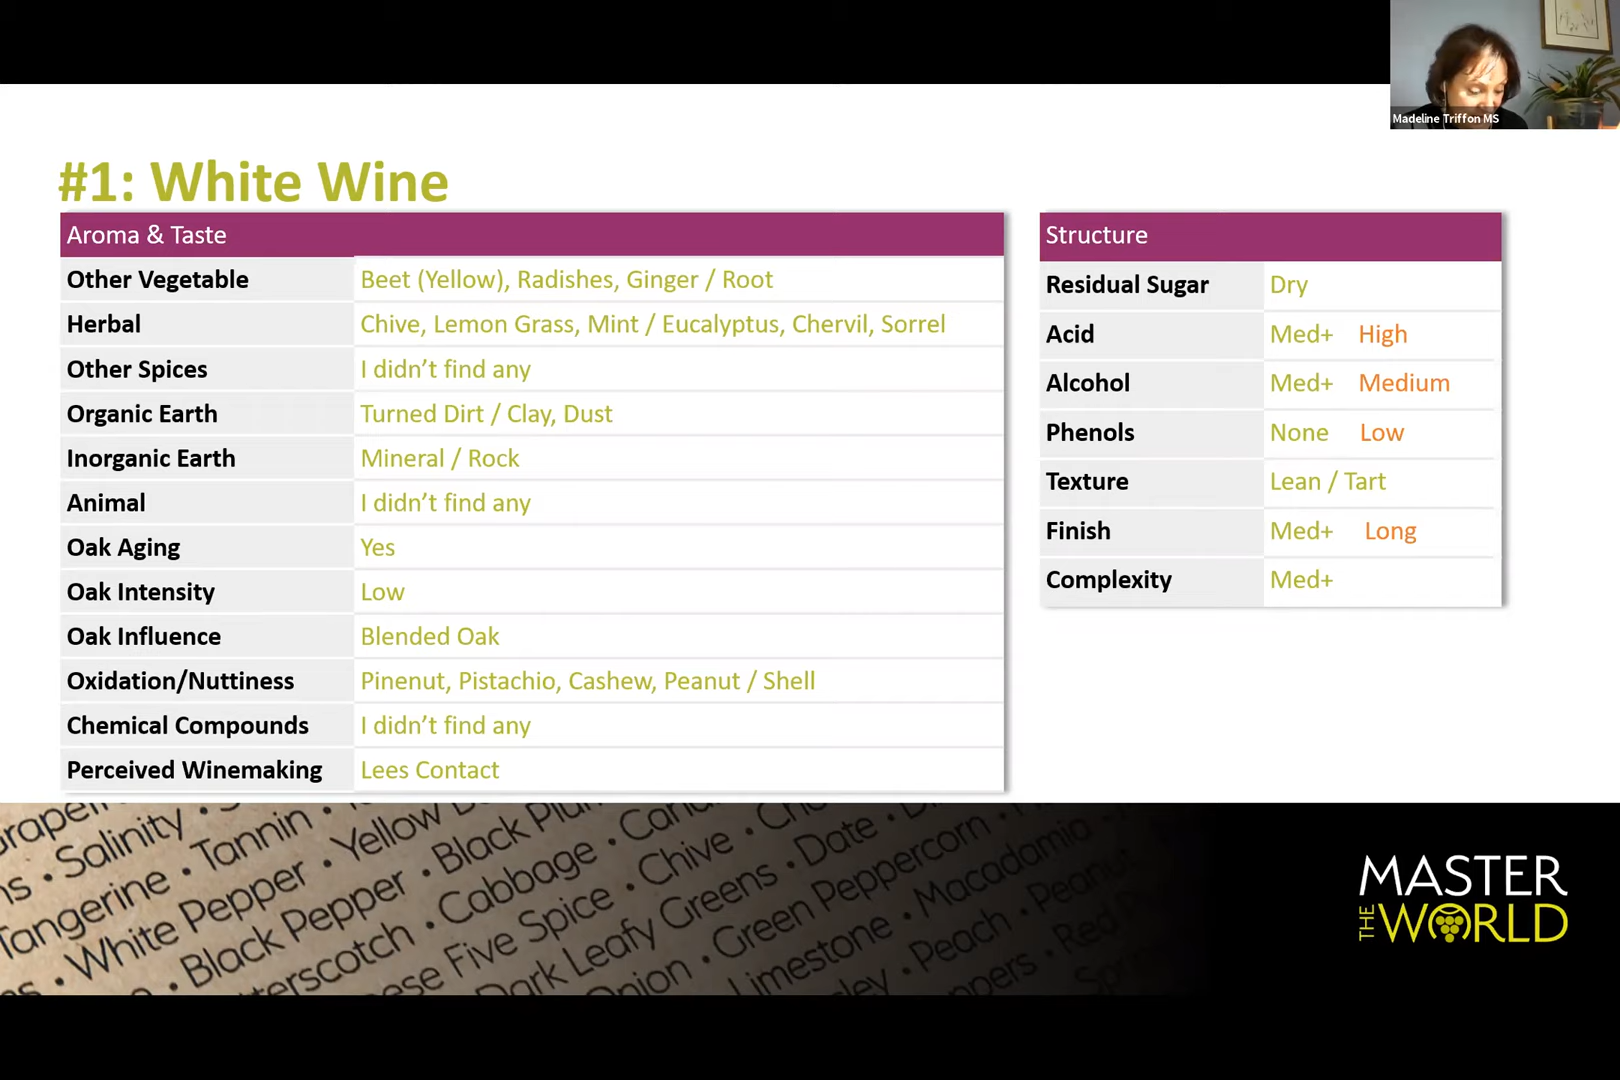 Madeline Triffon MS
#1: White Wine
Aroma & Taste
Other Vegetable Beet (Yellow), Radishes, Ginger / Root
Herbal Chive, Lemon Grass, Mint / Eucalyptus, Chervil, Sorrel
Other Spices I didn't find any
Organic Earth Turned Dirt / Clay, Dust
Inorganic Earth Mineral / Rock
Animal I didn't find any
Oak Aging Yes
Oak Intensity Low
Oak Influence Blended Oak
Oxidation/Nuttiness Pinenut, Pistachio, Cashew, Peanut / Shell
Chemical Compounds I didn't find any
Perceived Winemaking Lees Contact
Structure
Residual Sugar Dry
Acid Med+ High
Alcohol Med+ Medium
Phenols None Low
Texture Lean / Tart
Finish Med+ Long
Complexity Med+
• Salinity •
Tangerine • Tannin •
• White Pepper • Yellow
• Black Pepper • Black Plum
• Cabbage •
Five Spice • Chive •
Dark Leafy Greens • Date •
• Green Peppercorn •
Limestone • Macadamia
• Peach • Peanut
• Red
MASTER
THE WORLD